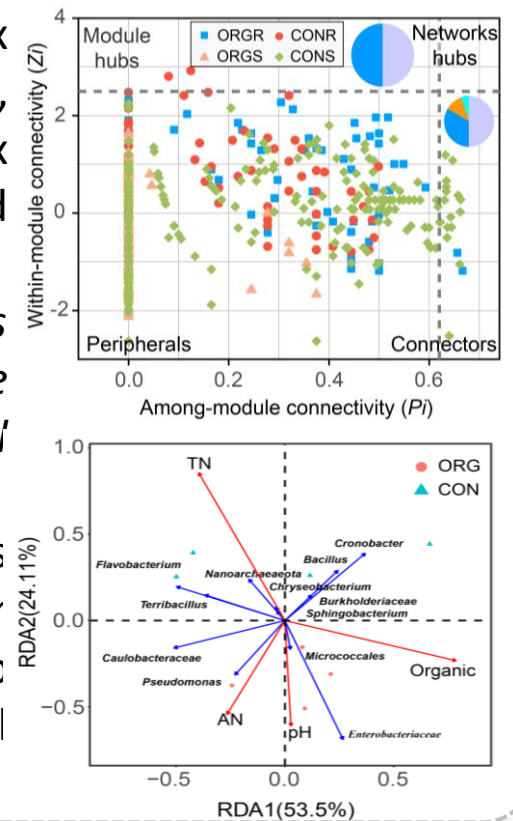 Module hubs
ORGR CONR
ORGS CONS
Networks hubs
Within-module connectivity (Zi)
4
2
0
-2
Peripherals
Connectors
0.0 0.2 0.4 0.6
Among-module connectivity (Pi)
1.0
0.5
0.0
−0.5
RDA2(24.11%)
TN
ORG
CON
Cronobacter
Bacillus
Flavobacterium
Nanoarchaeaeota
Chryseobacterium
Terribacillus
Burkholderiaceae
Sphingobacterium
Caulobacteraceae
Micrococcales
Organic
Pseudomonas
AN
pH
Enterobacteriaceae
−0.5 0.0 0.5
RDA1(53.5%)